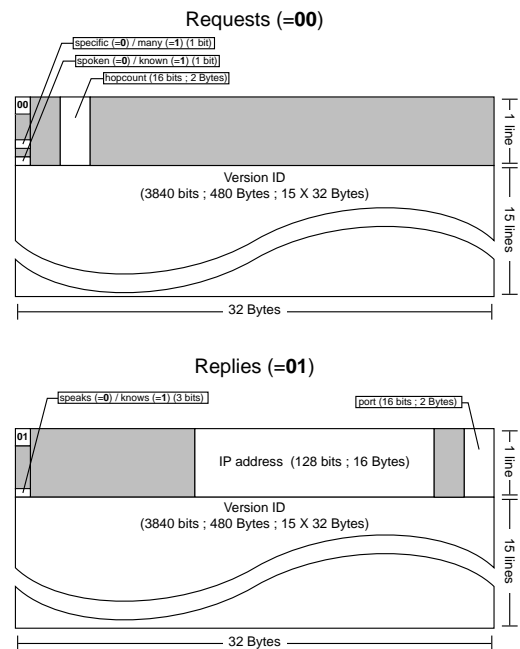 Requests (=00)
specific (=0) / many (=1) (1 bit)
spoken (=0) / known (=1) (1 bit)
hopcount (16 bits ; 2 Bytes)
00
1 line
Version ID
(3840 bits ; 480 Bytes ; 15 X 32 Bytes)
15 lines
32 Bytes
Replies (=01)
speaks (=0) / knows (=1) (3 bits)
port (16 bits ; 2 Bytes)
01
IP address (128 bits ; 16 Bytes)
1 line
Version ID
(3840 bits ; 480 Bytes ; 15 X 32 Bytes)
15 lines
32 Bytes